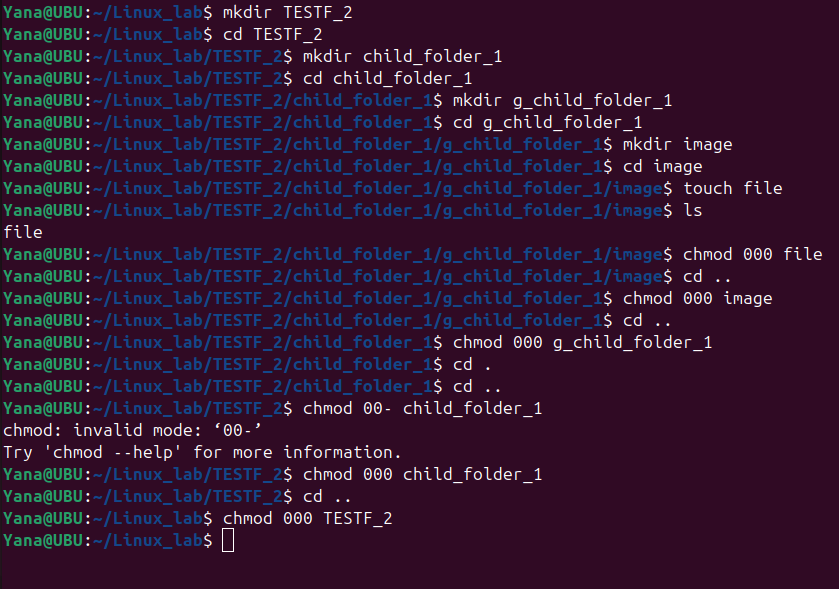 Yana@UBU:~/Linux_lab$ mkdir TESTF_2
Yana@UBU:~/Linux_lab$ cd TESTF_2
Yana@UBU:~/Linux_lab/TESTF_2$ mkdir child_folder_1
Yana@UBU:~/Linux_lab/TESTF_2$ cd child_folder_1
Yana@UBU:~/Linux_lab/TESTF_2/child_folder_1$ mkdir g_child_folder_1
Yana@UBU:~/Linux_lab/TESTF_2/child_folder_1$ cd g_child_folder_1
Yana@UBU:~/Linux_lab/TESTF_2/child_folder_1/g_child_folder_1$ mkdir image
Yana@UBU:~/Linux_lab/TESTF_2/child_folder_1/g_child_folder_1$ cd image
Yana@UBU:~/Linux_lab/TESTF_2/child_folder_1/g_child_folder_1/image$ touch file
Yana@UBU:~/Linux_lab/TESTF_2/child_folder_1/g_child_folder_1/image$ ls
file
Yana@UBU:~/Linux_lab/TESTF_2/child_folder_1/g_child_folder_1/image$ chmod 000 file
Yana@UBU:~/Linux_lab/TESTF_2/child_folder_1/g_child_folder_1/image$ cd ..
Yana@UBU:~/Linux_lab/TESTF_2/child_folder_1/g_child_folder_1$ chmod 000 image
Yana@UBU:~/Linux_lab/TESTF_2/child_folder_1/g_child_folder_1$ cd ..
Yana@UBU:~/Linux_lab/TESTF_2/child_folder_1$ chmod 000 g_child_folder_1
Yana@UBU:~/Linux_lab/TESTF_2/child_folder_1$ cd .
Yana@UBU:~/Linux_lab/TESTF_2/child_folder_1$ cd ..
Yana@UBU:~/Linux_lab/TESTF_2$ chmod 00- child_folder_1
chmod: invalid mode: ‘00-’
Try 'chmod --help' for more information.
Yana@UBU:~/Linux_lab/TESTF_2$ chmod 000 child_folder_1
Yana@UBU:~/Linux_lab/TESTF_2$ cd ..
Yana@UBU:~/Linux_lab$ chmod 000 TESTF_2
Yana@UBU:~/Linux_lab$